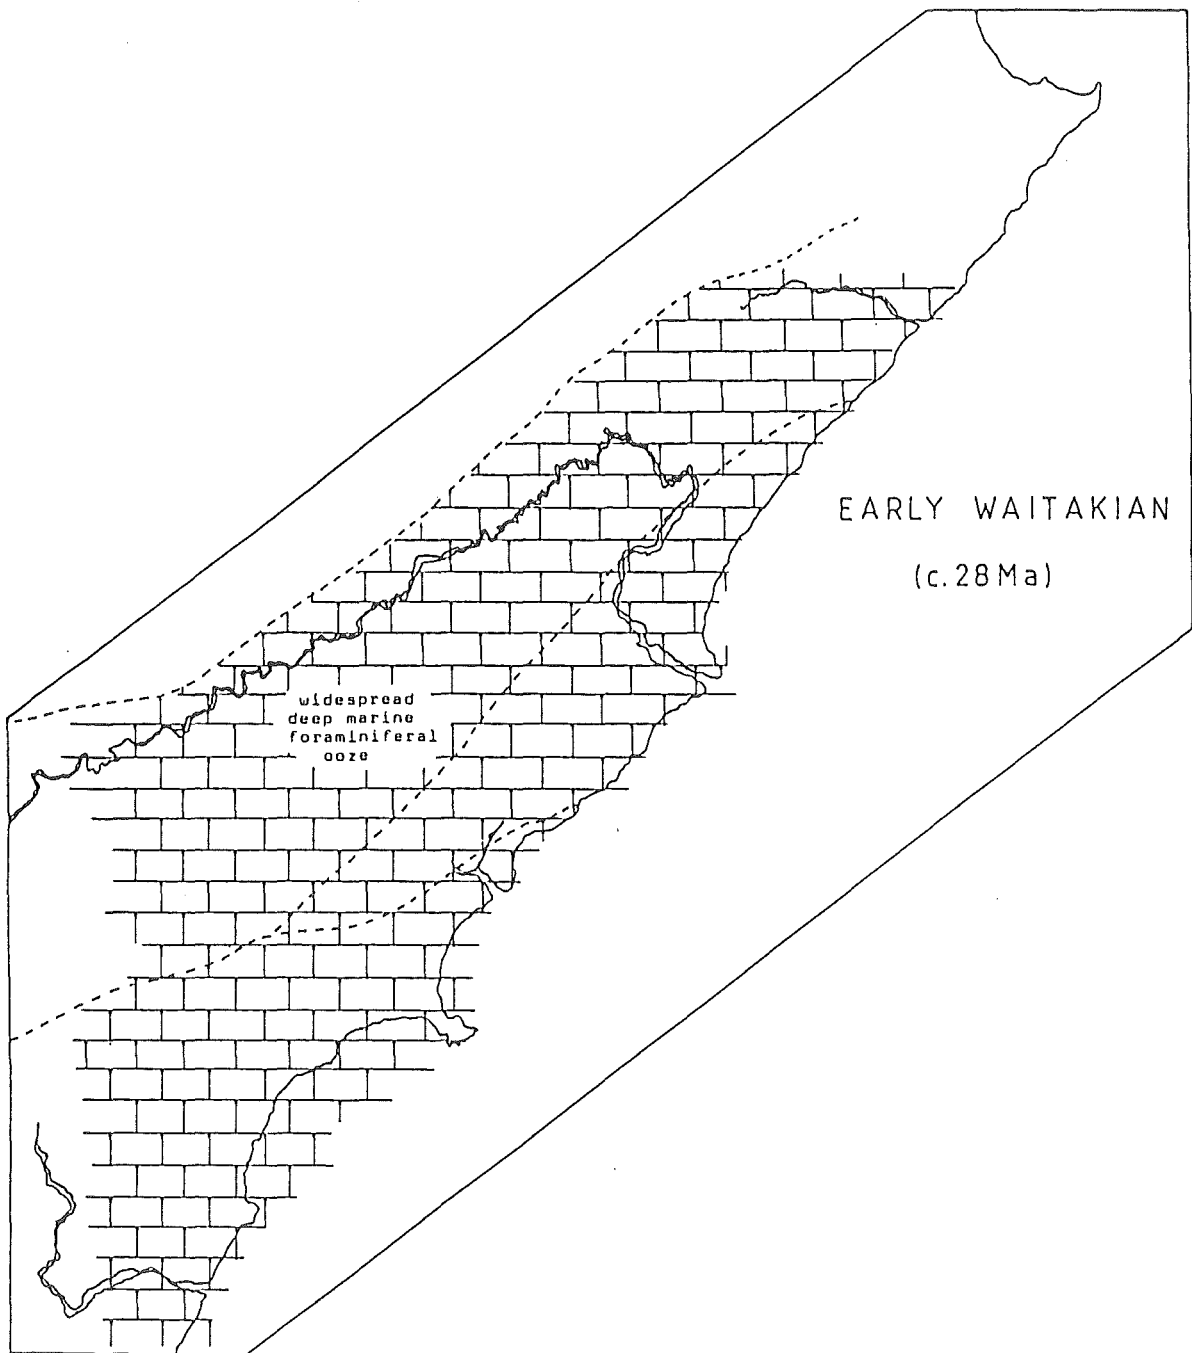 EARLY WAITAKIAN
(c.28Ma)
widespread
deep marine
foraminiferal
ooze